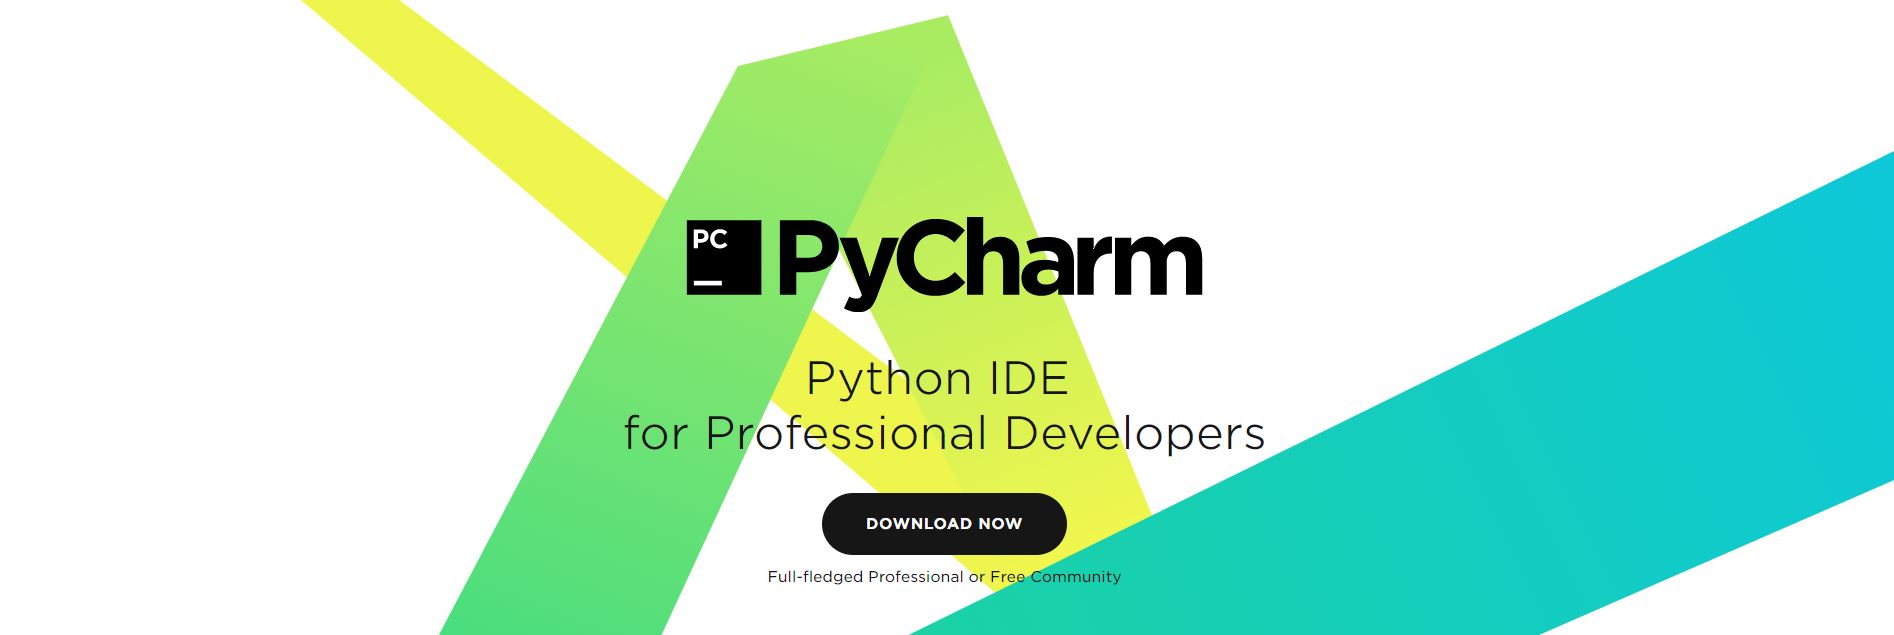 PC
PyCharm
Python IDE
for Professional Developers
DOWNLOAD NOW
Full-fledged Professional or Free Community